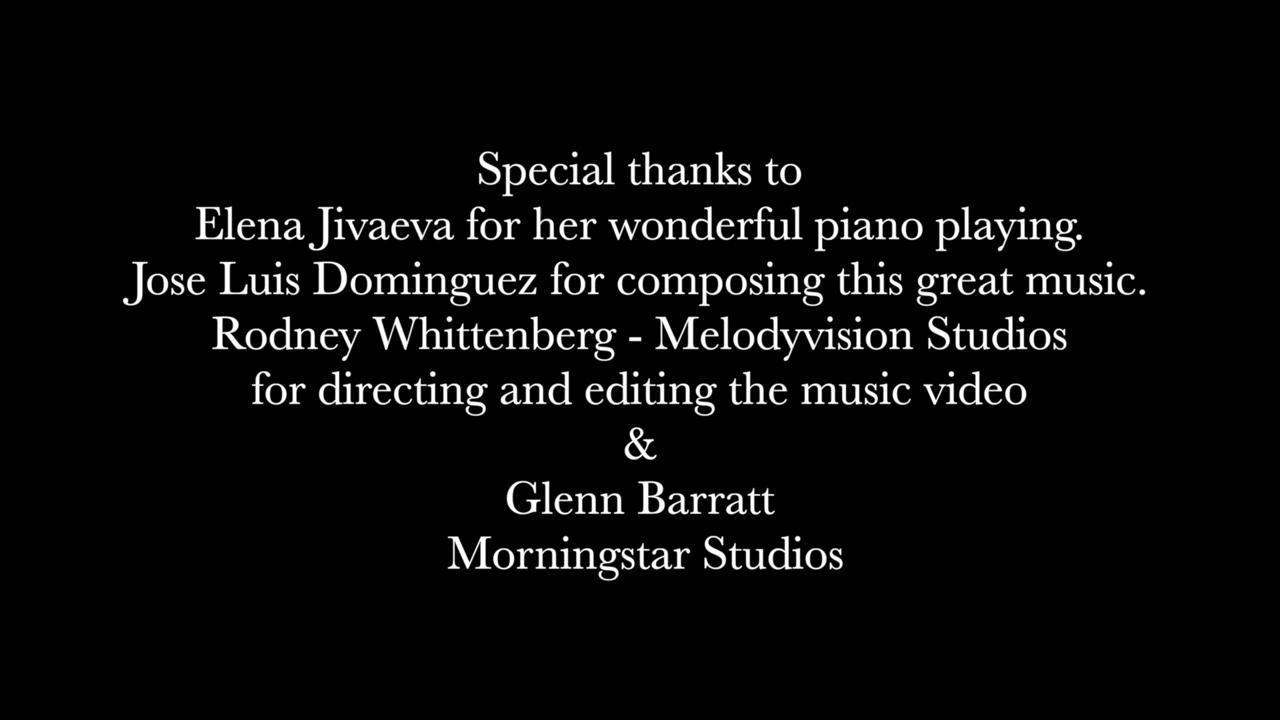 Special thanks to
Elena Jivaeva for her wonderful piano playing.
Jose Luis Dominguez for composing this great music.
Rodney Whittenberg - Melodyvision Studios
for directing and editing the music video
&
Glenn Barratt
Morningstar Studios